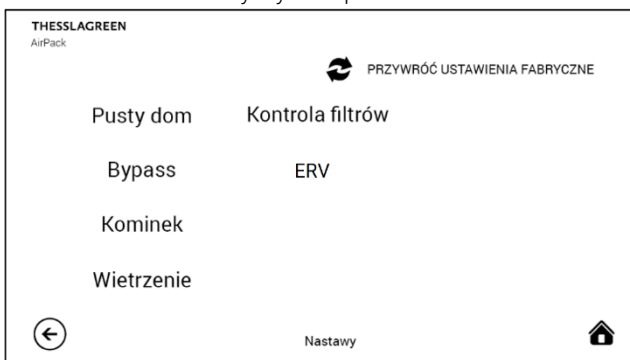 THESSLAGREEN
AirPack
PRZYWRÓĆ USTAWIENIA FABRYCZNE
Pusty dom Kontrola filtrów
Bypass ERV
Kominek
Wietrzenie
Nastawy